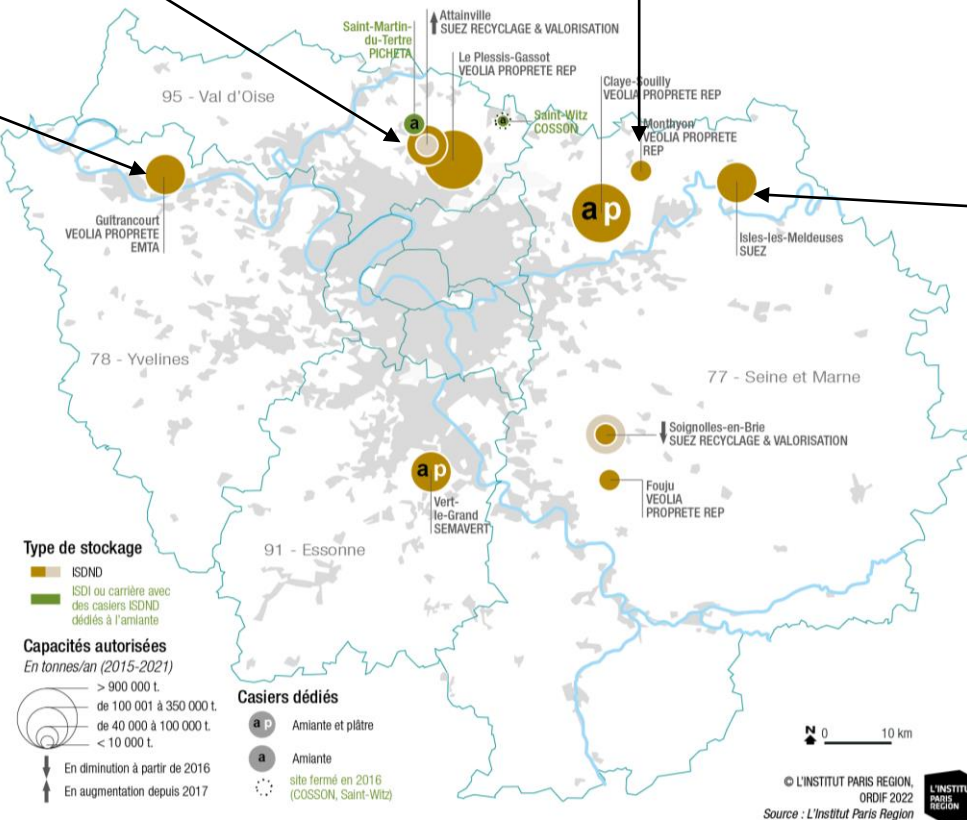 Attainville
SUEZ RECYCLAGE & VALORISATION
Saint-Martin-
du-Tertre
PICHETA
Le Plessis-Gassot
VEOLIA PROPRETE REP
95 - Val d'Oise
a
a
Saint-Witz
COSSON
Claye-Souilly
VEOLIA PROPRETE REP
Monthyon
VEOLIA PROPRETE
REP
a p
Guitrancourt
VEOLIA PROPRETE
EMTA
Isles-les-Meldeuses
SUEZ
78 - Yvelines
77 - Seine et Marne
Soignolles-en-Brie
SUEZ RECYCLAGE & VALORISATION
a p
Vert-
le-Grand
SEMAVERT
Fouju
VEOLIA
PROPRETE REP
91 - Essonne
Type de stockage
ISDND
ISDI ou carrière avec
des casiers ISDND
dédiés à l'amiante
Capacités autorisées
En tonnes/an (2015-2021)
> 900 000 t.
de 100 001 à 350 000 t.
de 40 000 à 100 000 t.
< 10 000 t.
En diminution à partir de 2016
En augmentation depuis 2017
Casiers dédiés
a p Amiante et plâtre
a Amiante
site fermé en 2016
(COSSON, Saint-Witz)
N 0 10 km
© L'INSTITUT PARIS REGION,
ORDIF 2022
Source : L'Institut Paris Region
L'INSTITUT
PARIS
REGION